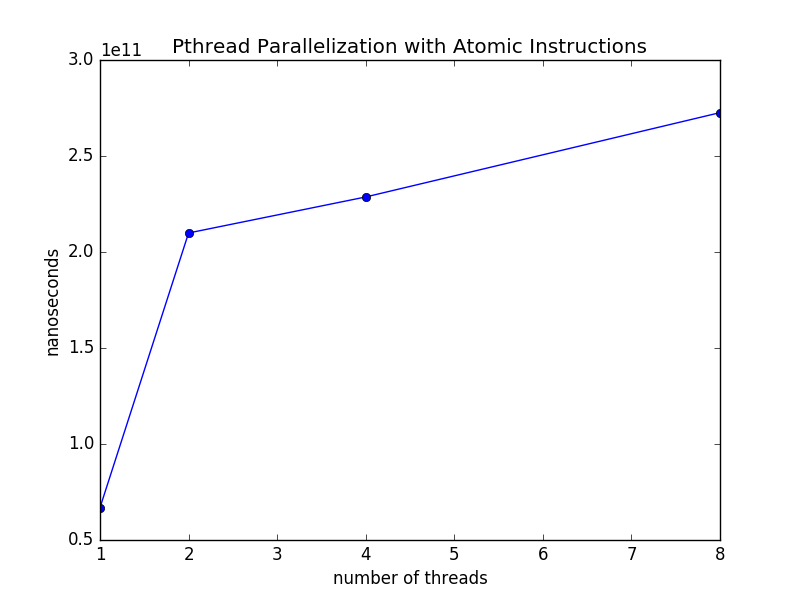 Pthread Parallelization with Atomic Instructions
1e11
3.0
2.5
2.0
1.5
1.0
0.5
nanoseconds
1 2 3 4 5 6 7 8
number of threads